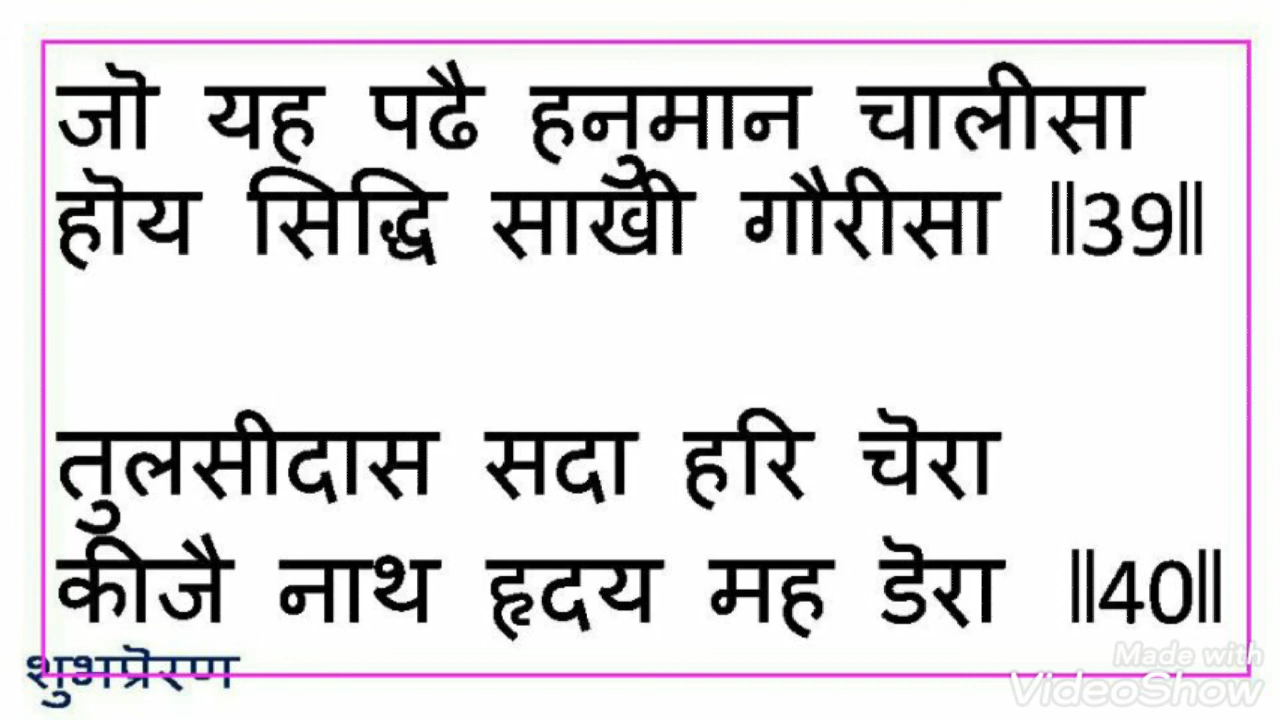 जॊ यह पढै हनुमान चालीसा
हॊय सिद्धि साखी गौरीसा ||39||
तुलसीदास सदा हरि चॆरा
कीजै नाथ हृदय मह डॆरा ||40||
शुभप्रॆरण
Made with
VideoShow